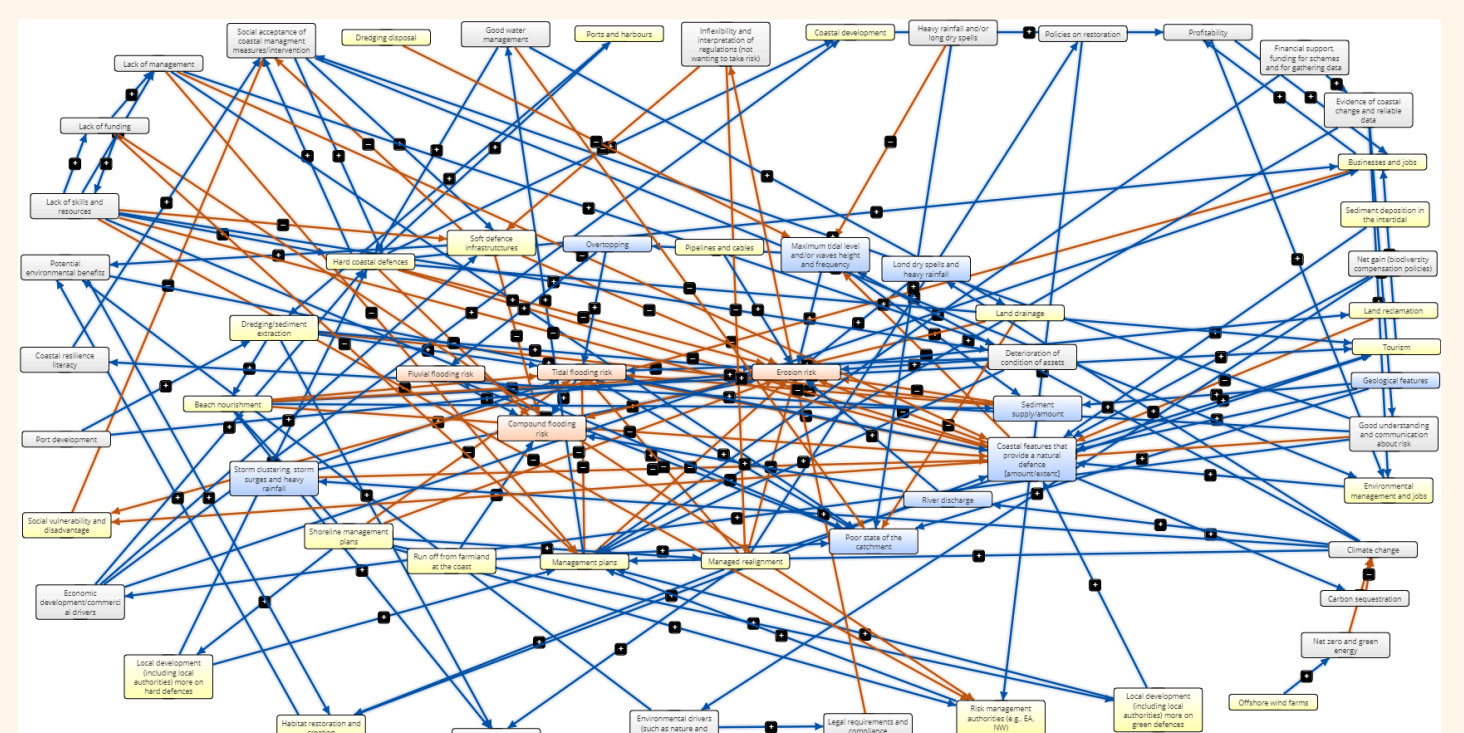 Social acceptance of
coastal managment
measures/intervention
Dredging disposal
Good water
management
Ports and harbours
Inflexibility and
interpretation of
regulations (not
wanting to take risk)
Coastal development
Heavy rainfall and/or
long dry spells
Policies on restoration
Profitability
Financial support,
funding for schemes
and for gathering data
Lack of management
Evidence of coastal
change and reliable
data
Lack of funding
Businesses and jobs
Lack of skills and
resources
Sediment deposition in
the intertidal
Soft defence
infrastrutctures
Overtopping
Pipelines and cables
Maximum tidal level
and/or waves height
and frequency
Lond dry spells and
heavy rainfall
Net gain (biodiversity
compensation policies)
Potential
environmental benefits
Hard coastal defences
Land drainage
Land reclamation
Dredging/sediment
extraction
Tourism
Coastal resilience
literacy
Deterioration of
condition of assets
Fluvial flooding risk
Tidal flooding risk
Erosion risk
Geological features
Beach nourishment
Sediment
supply/amount
Compound flooding
risk
Port development
Good understanding
and communication
about risk
Coastal features that
provide a natural
defence
[amount/extent]
Storm clustering, storm
surges and heavy
rainfall
Environmental
management and jobs
River discharge
Social vulnerability and
disadvantage
Shoreline management
plans
Poor state of the
catchment
Climate change
Run off from farmland
at the coast
Management plans
Managed realignment
Economic
development/commerci
al drivers
Carbon sequestration
Net zero and green
energy
Local development
(including local
authorities) more on
hard defences
Offshore wind farms
Local development
(including local
authorities) more on
green defences
Risk management
authorities (e.g., EA,
NW)
Habitat restoration and
creation
Environmental drivers
(such as nature and
Legal requirements and
compliance